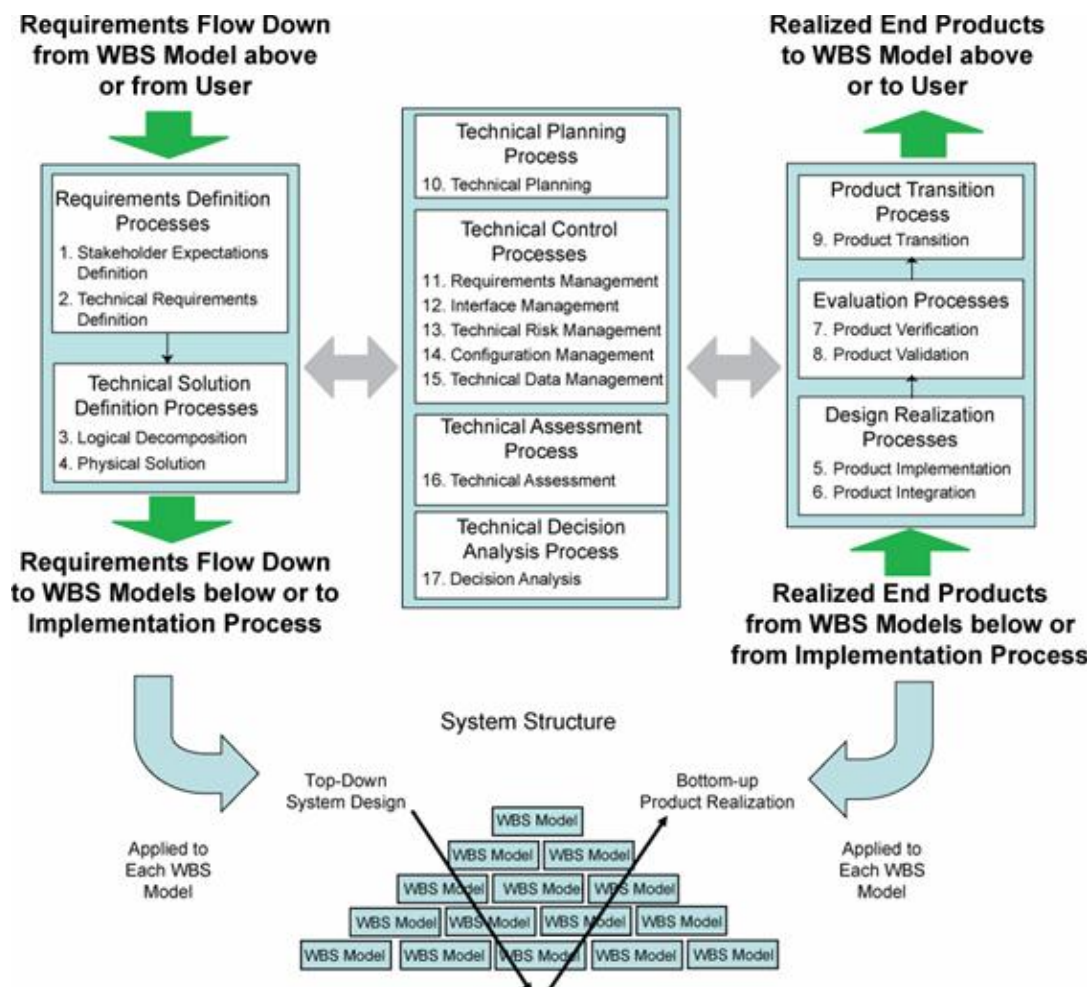 Requirements Flow Down
from WBS Model above
or from User
Requirements Definition
Processes
1. Stakeholder Expectations
Definition
2. Technical Requirements
Definition
Technical Solution
Definition Processes
3. Logical Decomposition
4. Physical Solution
Requirements Flow Down
to WBS Models below or to
Implementation Process
Technical Planning
Process
10. Technical Planning
Technical Control
Processes
11. Requirements Management
12. Interface Management
13. Technical Risk Management
14. Configuration Management
15. Technical Data Management
Technical Assessment
Process
16. Technical Assessment
Technical Decision
Analysis Process
17. Decision Analysis
Realized End Products
to WBS Model above
or to User
Product Transition
Process
9. Product Transition
Evaluation Processes
7. Product Verification
8. Product Validation
Design Realization
Processes
5. Product Implementation
6. Product Integration
Realized End Products
from WBS Models below or
from Implementation Process
System Structure
Top-Down
System Design
Bottom-up
Product Realization
Applied to
Each WBS
Model
Applied to
Each WBS
Model
WBS Model
WBS Model WBS Model
WBS Model WBS Mode WBS Model
WBS Model WBS Model WBS Model WBS Model
WBS Model WBS Model WBS Model WBS Model WBS Model